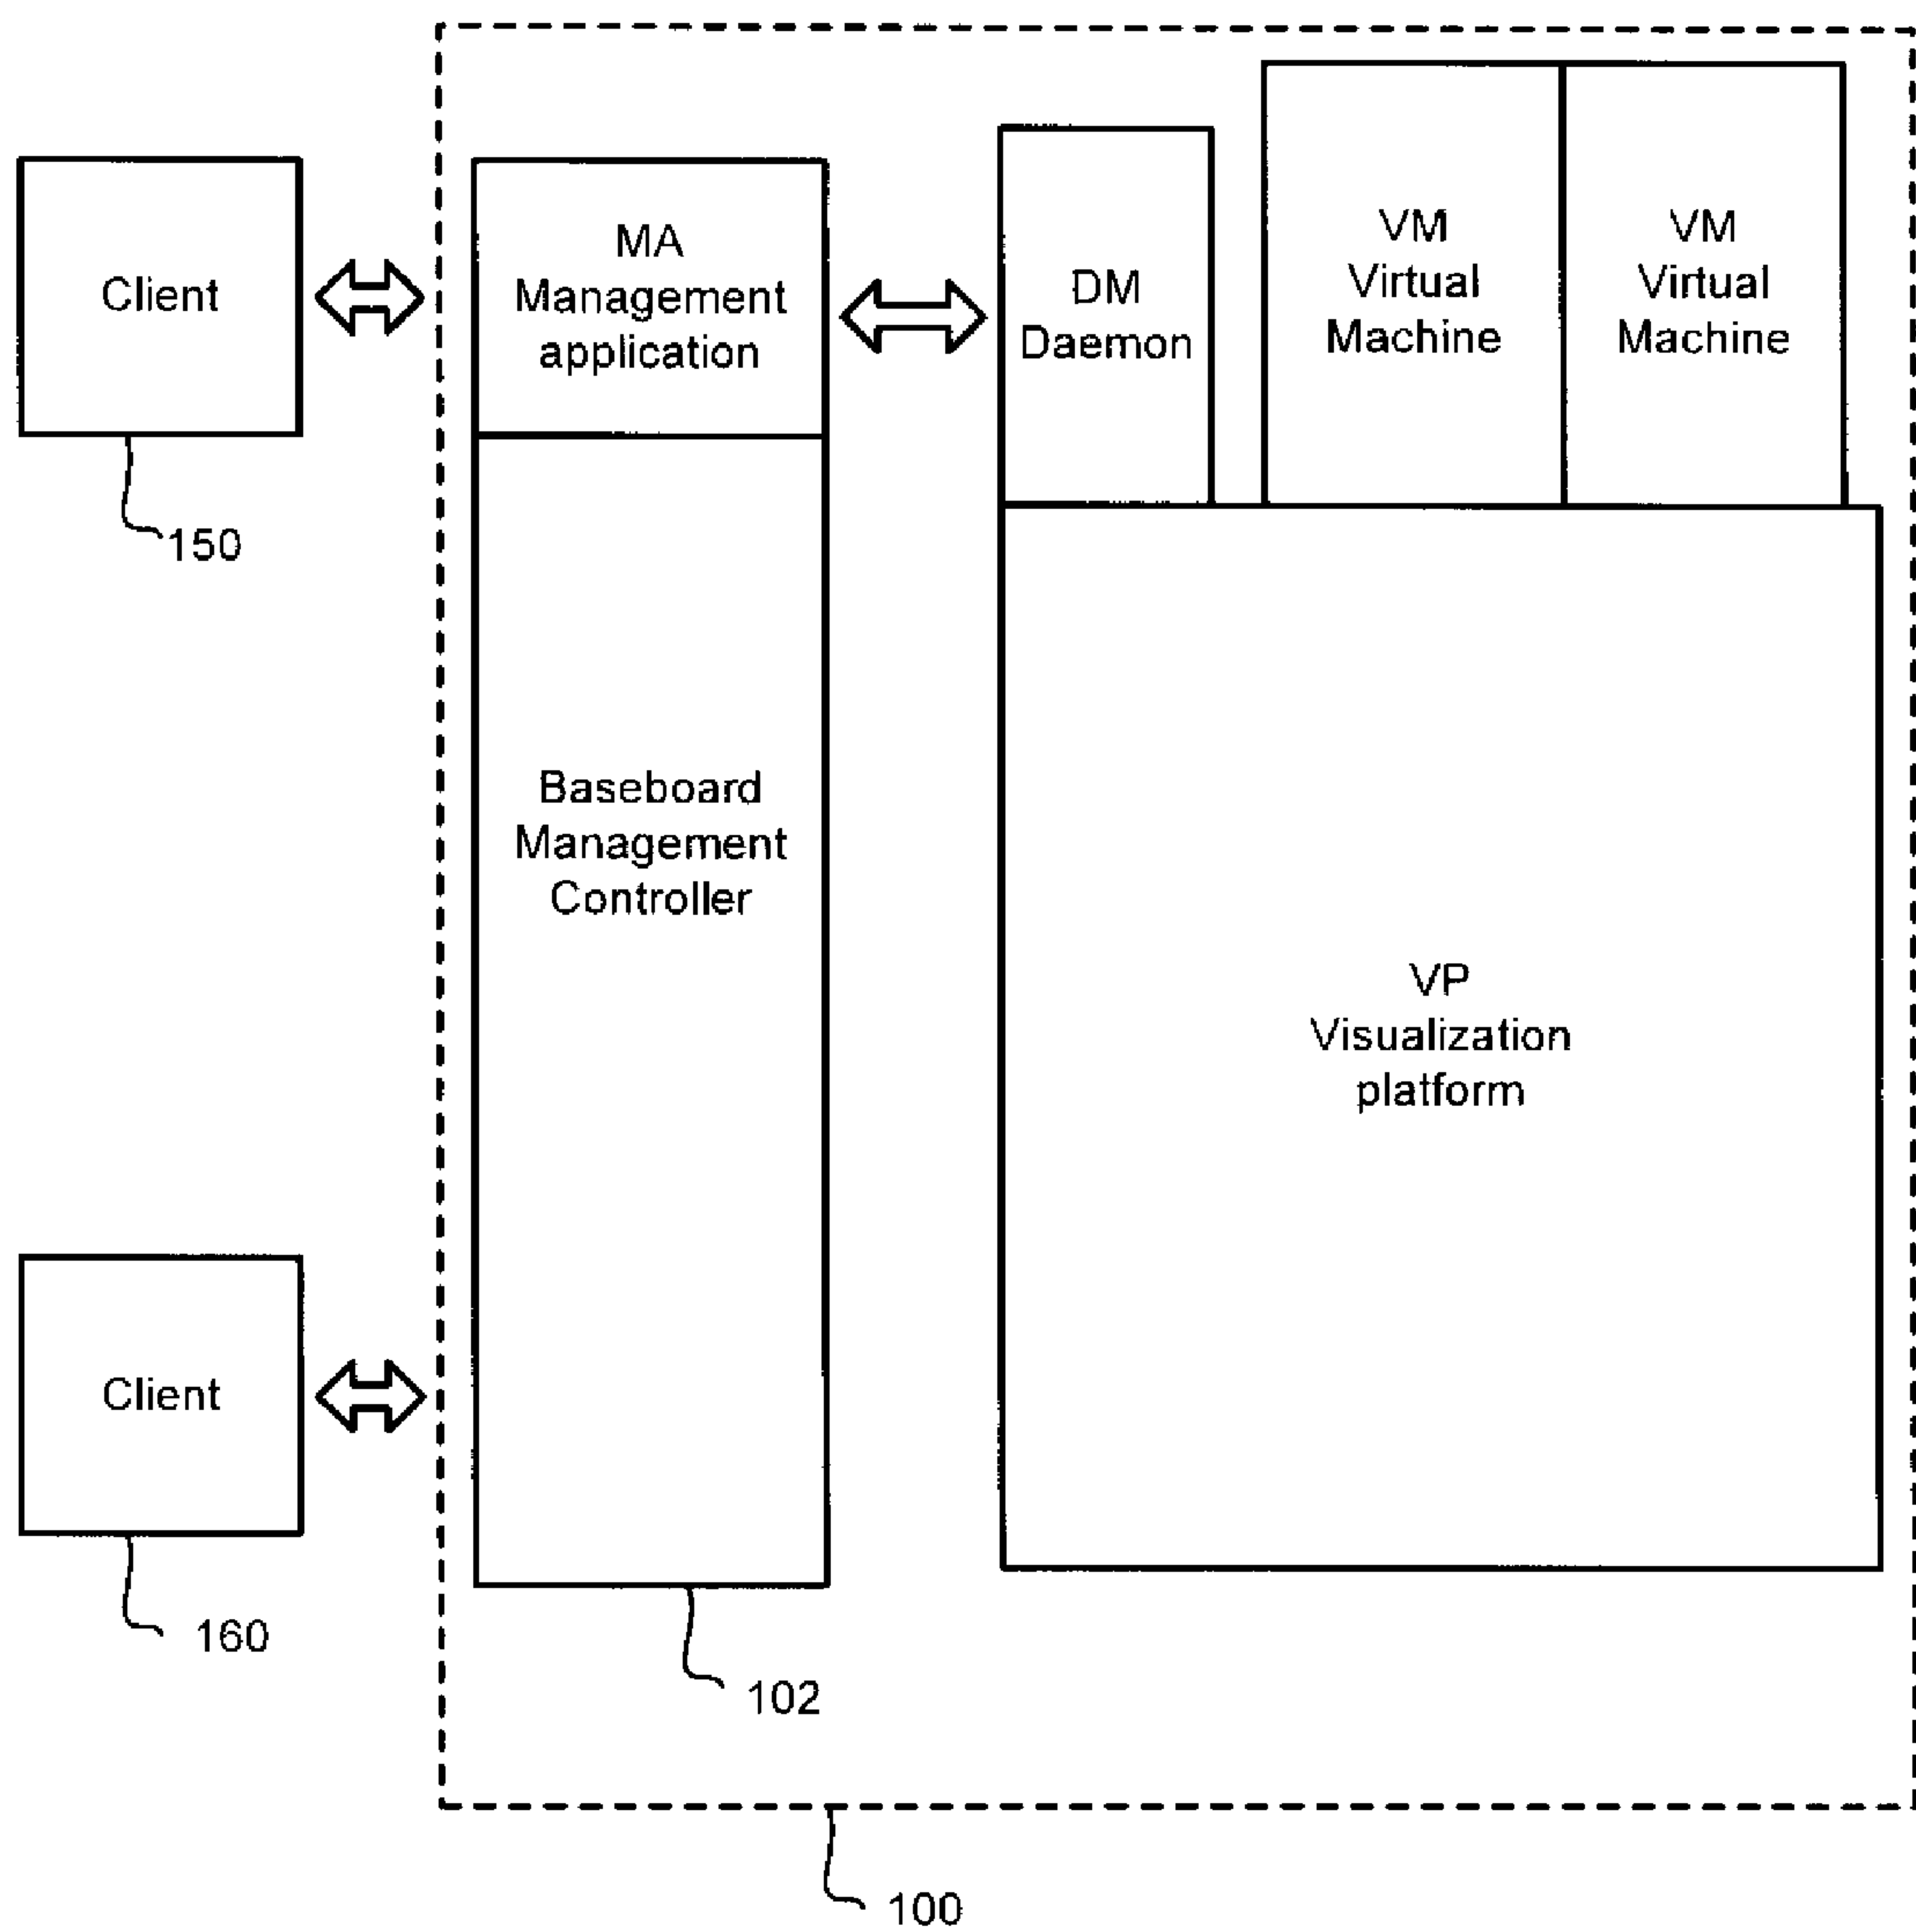 Client
150
MA
Management
application
DM
Daemon
VM
Virtual
Machine
VM
Virtual
Machine
Baseboard
Management
Controller
VP
Visualization
platform
Client
160
102
100